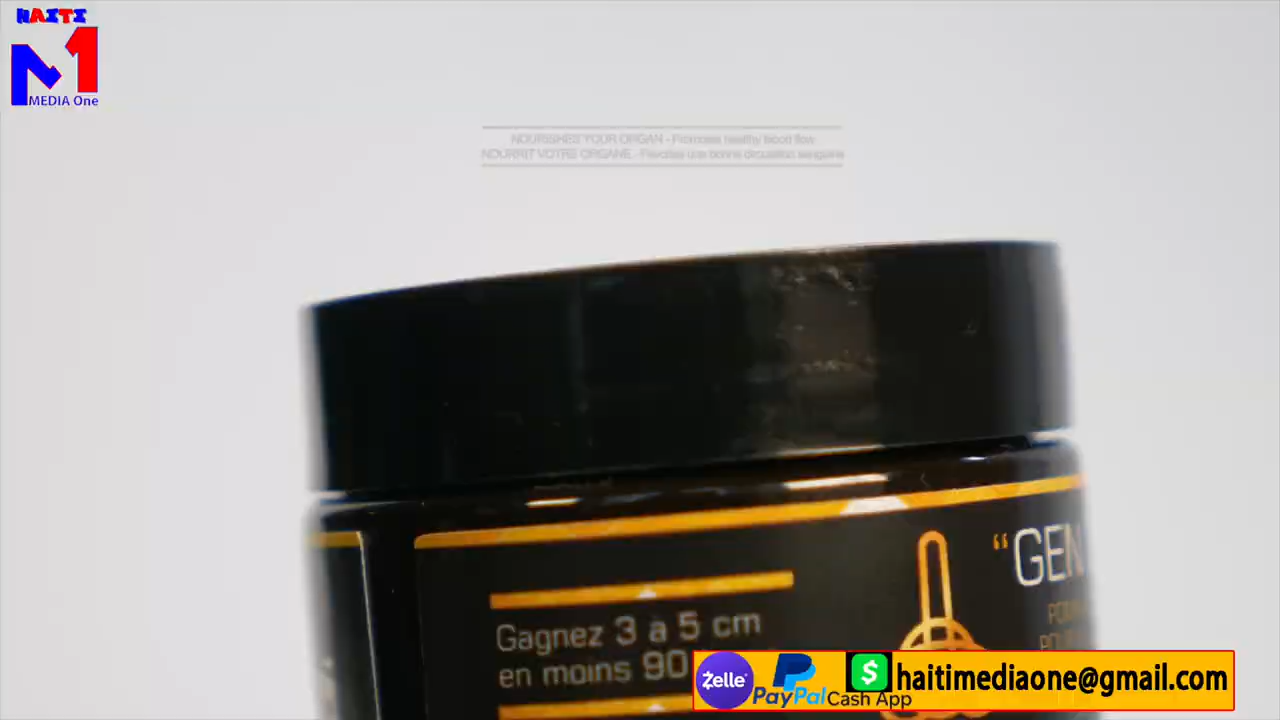 HAITI
M1
MEDIA One
NOURISHES YOUR ORGAN - Promotes healthy blood flow
NOURRIT VOTRE ORGANE - Favorise une bonne circulation sanguine
“GEN
Gagnez 3 à 5 cm
en moins 90
Zelle
PayPal
$
Cash App
haitimediaone@gmail.com